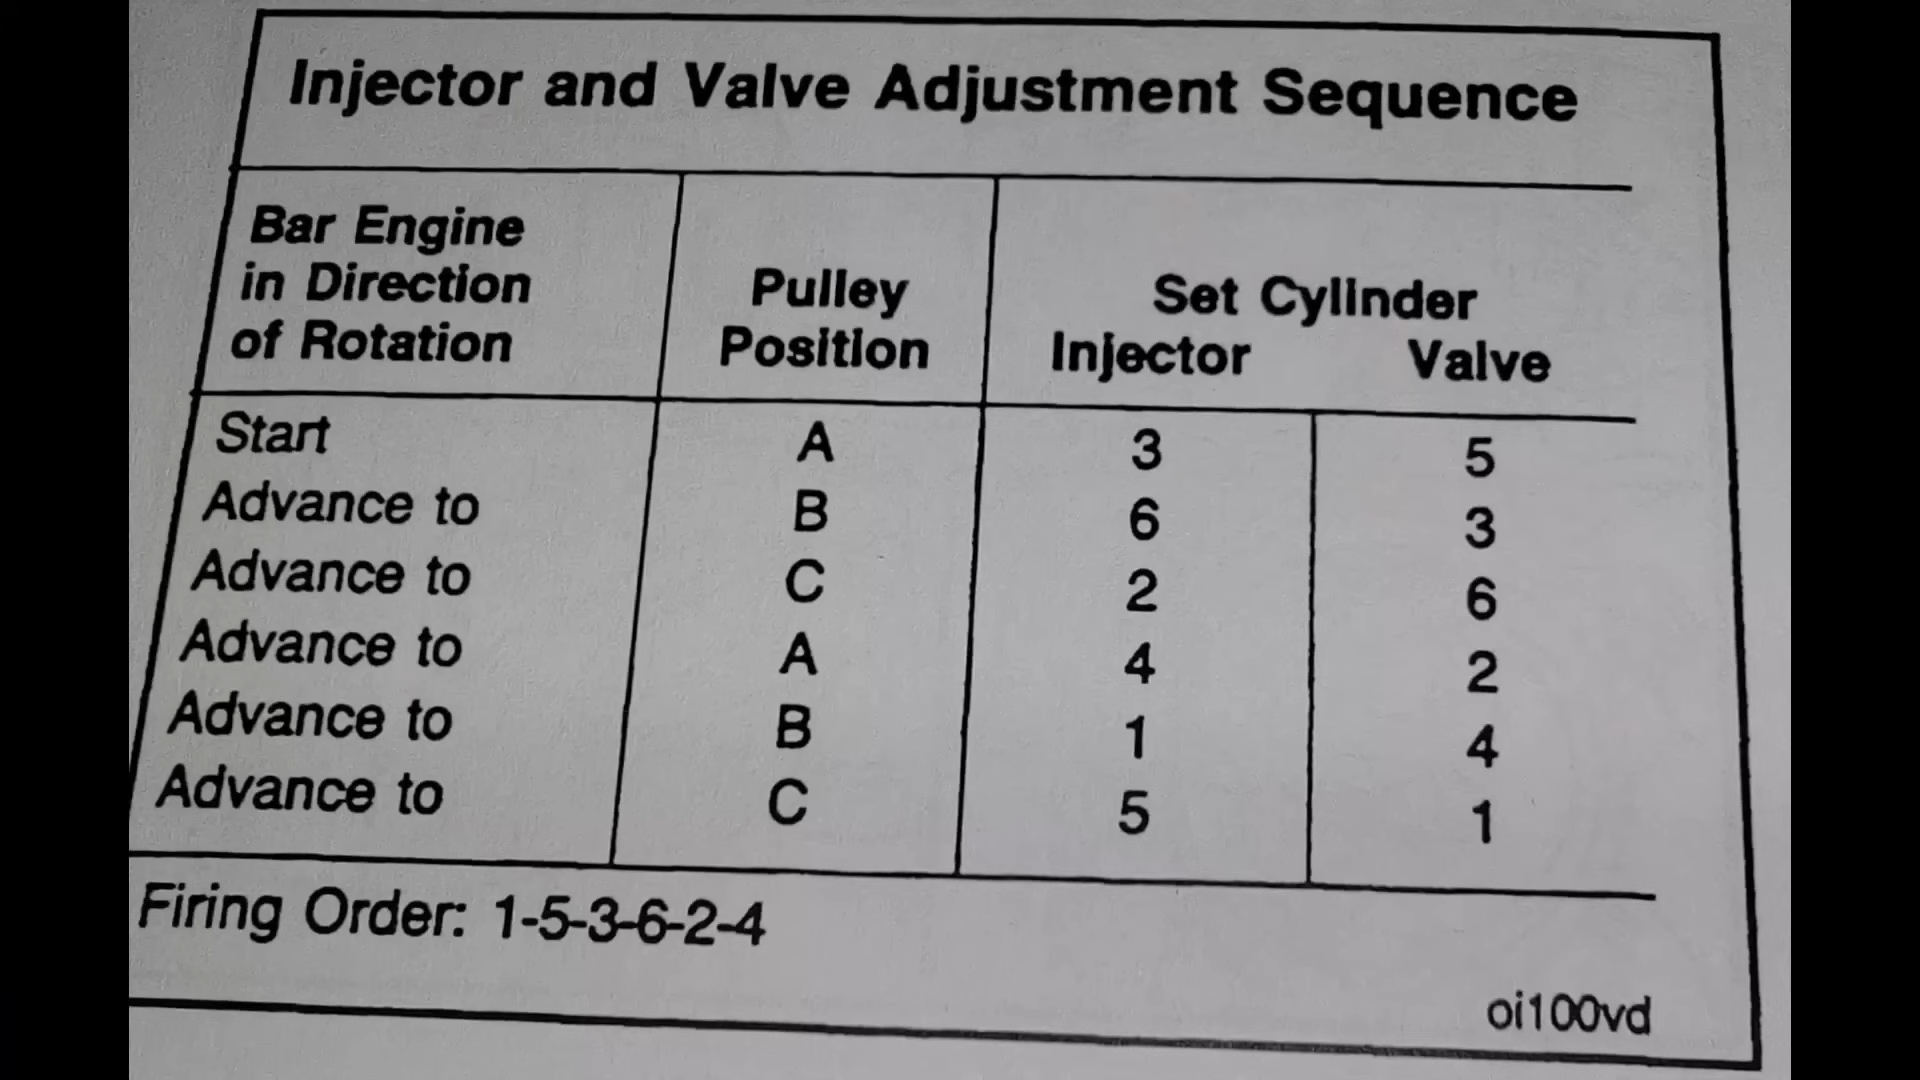 Injector and Valve Adjustment Sequence
Bar Engine
in Direction
of Rotation
Pulley
Position
Set Cylinder
Injector Valve
Start A 3 5
Advance to B 6 3
Advance to C 2 6
Advance to A 4 2
Advance to B 1 4
Advance to C 5 1
Firing Order: 1-5-3-6-2-4
oi100vd